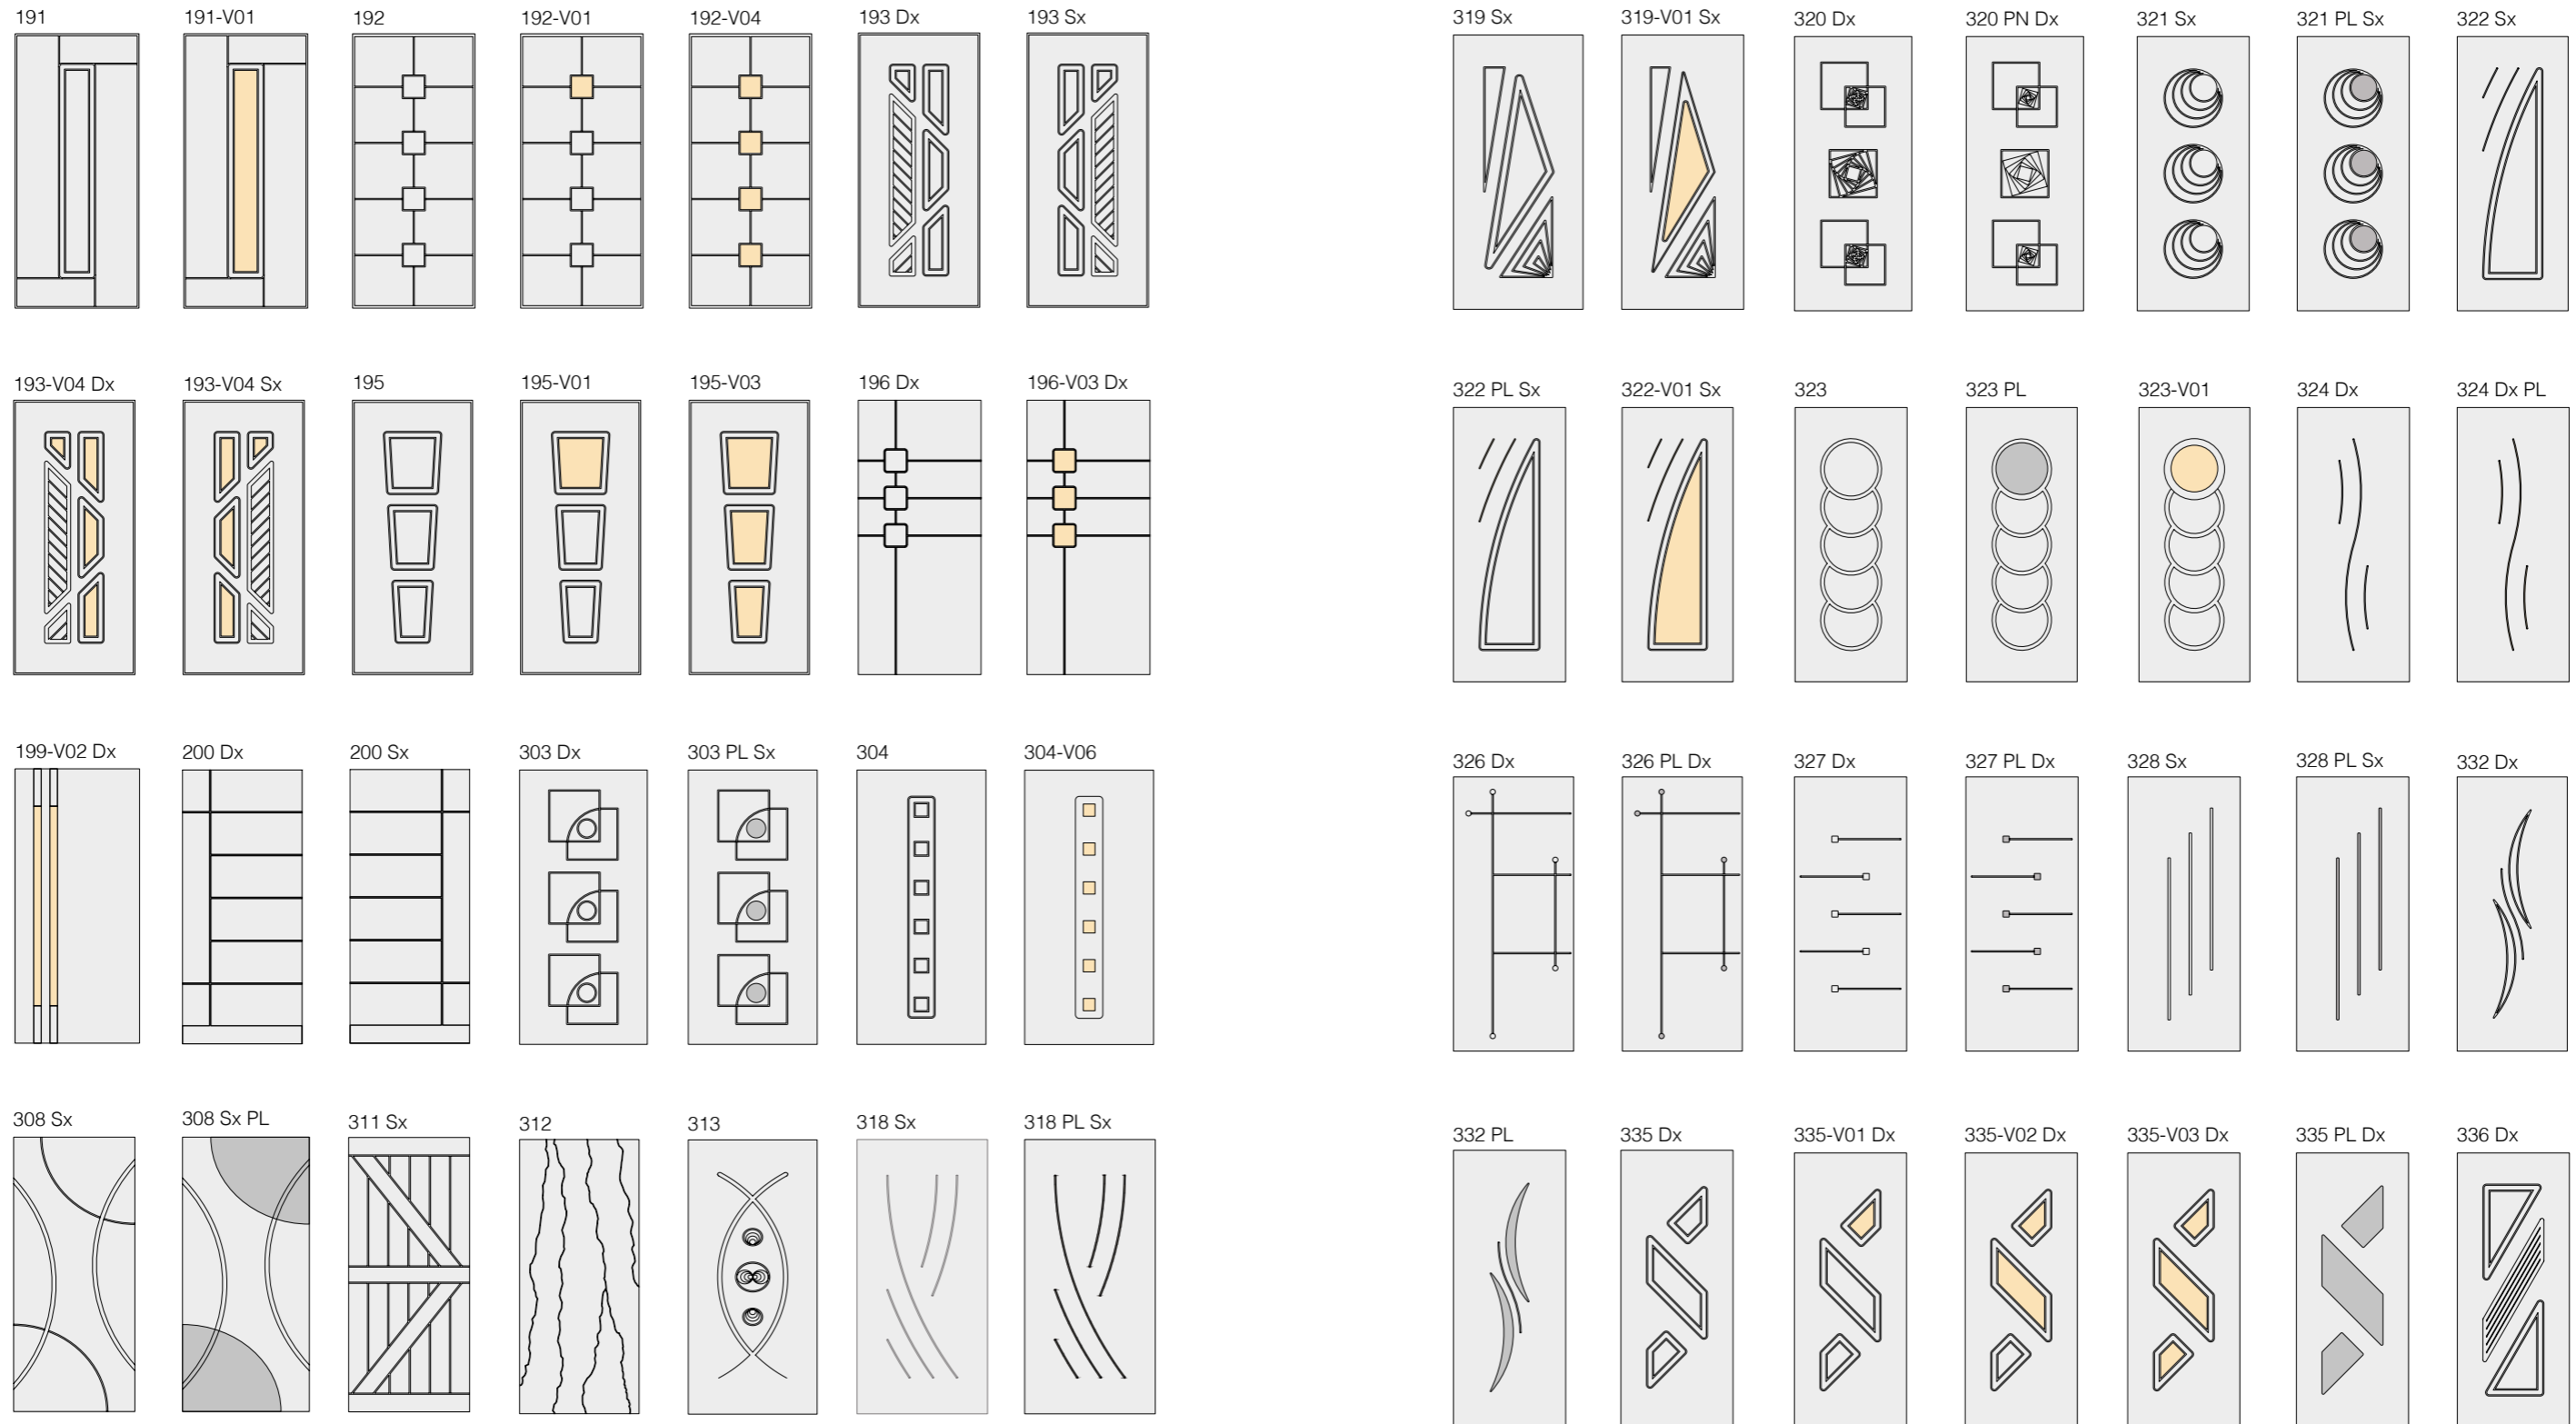 191
191-V01
192
192-V01
192-V04
193 Dx
193 Sx
193-V04 Dx
193-V04 Sx
195
195-V01
195-V03
196 Dx
196-V03 Dx
199-V02 Dx
200 Dx
200 Sx
303 Dx
303 PL Sx
304
304-V06
308 Sx
308 Sx PL
311 Sx
312
313
318 Sx
318 PL Sx
319 Sx
319-V01 Sx
320 Dx
320 PN Dx
321 Sx
321 PL Sx
322 Sx
322 PL Sx
322-V01 Sx
323
323 PL
323-V01
324 Dx
324 Dx PL
326 Dx
326 PL Dx
327 Dx
327 PL Dx
328 Sx
328 PL Sx
332 Dx
332 PL
335 Dx
335-V01 Dx
335-V02 Dx
335-V03 Dx
335 PL Dx
336 Dx